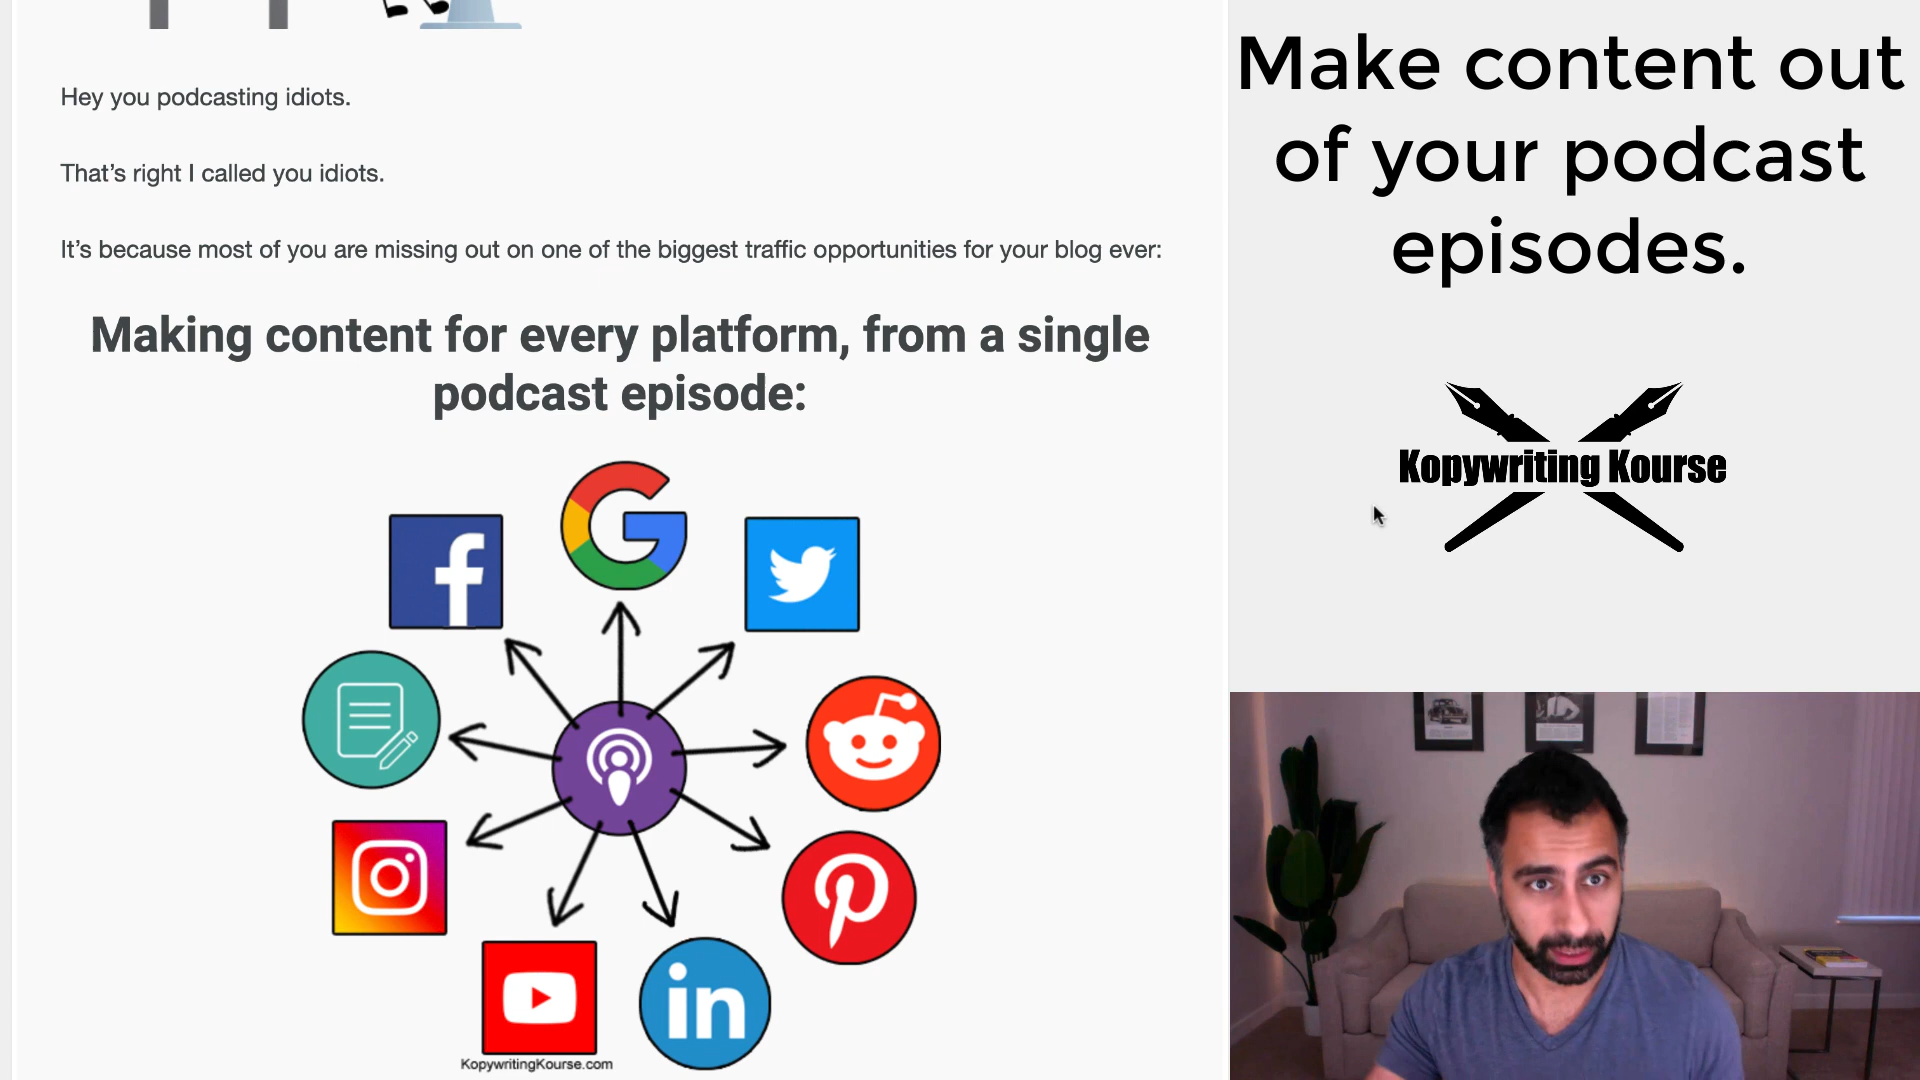 Hey you podcasting idiots.
That’s right I called you idiots.
It’s because most of you are missing out on one of the biggest traffic opportunities for your blog ever:
Making content for every platform, from a single
podcast episode:
f
G
in
KopywritingKourse.com
Make content out
of your podcast
episodes.
Kopywriting Kourse